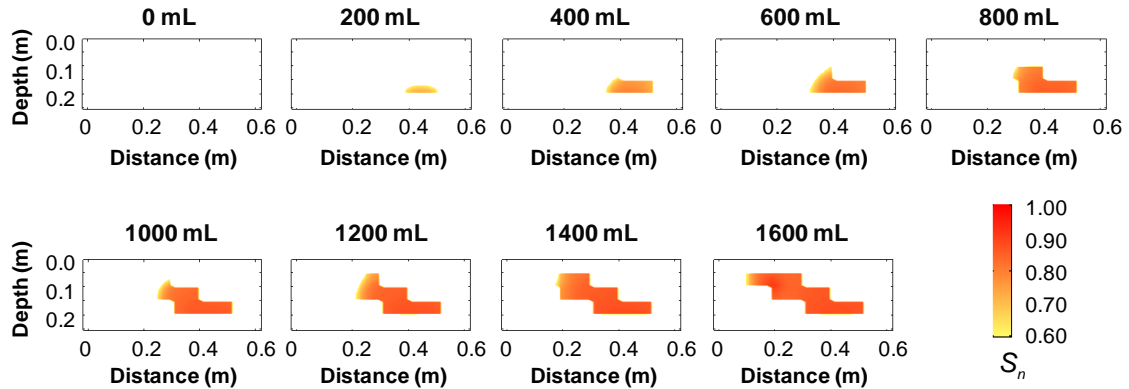 0 mL 200 mL 400 mL 600 mL 800 mL
Depth (m)
0.0
0.1
0.2
0 0.2 0.4 0.6 0 0.2 0.4 0.6 0 0.2 0.4 0.6 0 0.2 0.4 0.6 0 0.2 0.4 0.6
Distance (m) Distance (m) Distance (m) Distance (m) Distance (m)
1000 mL 1200 mL 1400 mL 1600 mL
Depth (m)
0.0
0.1
0.2
0 0.2 0.4 0.6 0 0.2 0.4 0.6 0 0.2 0.4 0.6 0 0.2 0.4 0.6
Distance (m) Distance (m) Distance (m) Distance (m)
1.00
0.90
0.80
0.70
0.60
Sn